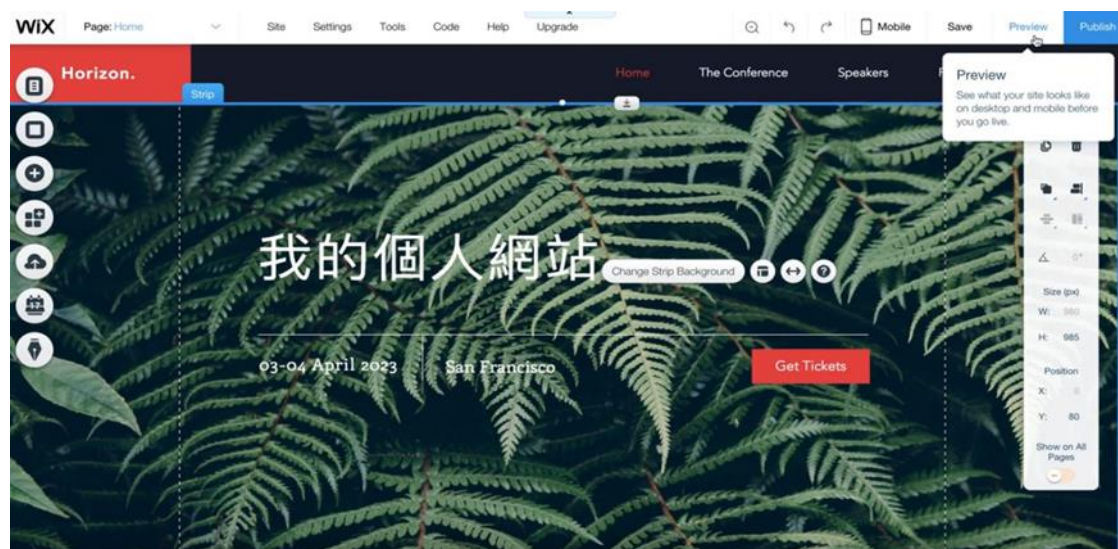 WiX Page: Home Site Settings Tools Code Help Upgrade Mobile Save Preview Publish
Horizon. Home The Conference Speakers
Strip
Preview
See what your site looks like
on desktop and mobile before
you go live.
我的個人網站
Change Strip Background
?
17
0°
Size (px)
W: 980
H: 985
03-04 April 2023 San Francisco Get Tickets
Position
X:
Y: 80
Show on All
Pages